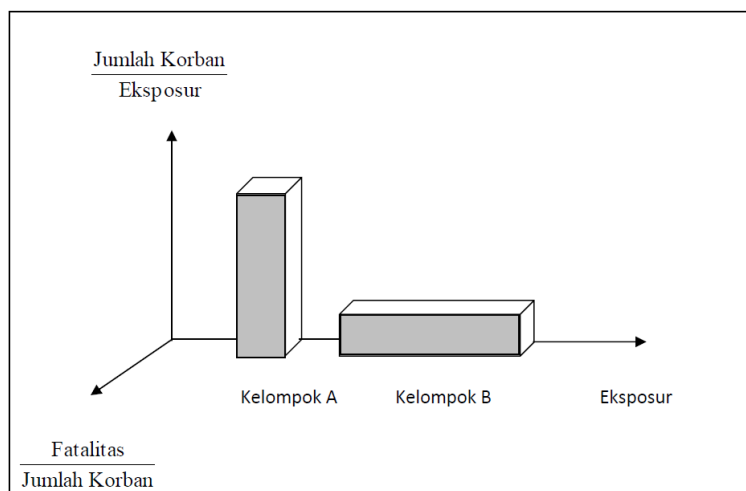 Jumlah Korban
Eksposur
Kelompok A
Kelompok B
Eksposur
Fatalitas
Jumlah Korban